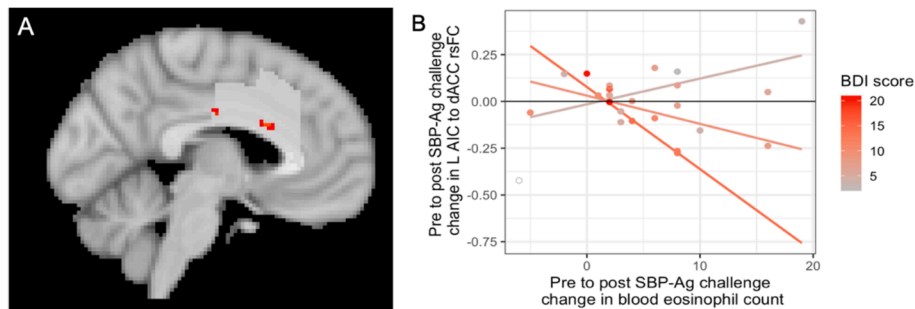 A
B
Pre to post SBP-Ag challenge
change in L AIC to dACC rsFC
0.25
0.00
-0.25
-0.50
-0.75
0
10
20
Pre to post SBP-Ag challenge
change in blood eosinophil count
BDI score
20
15
10
5